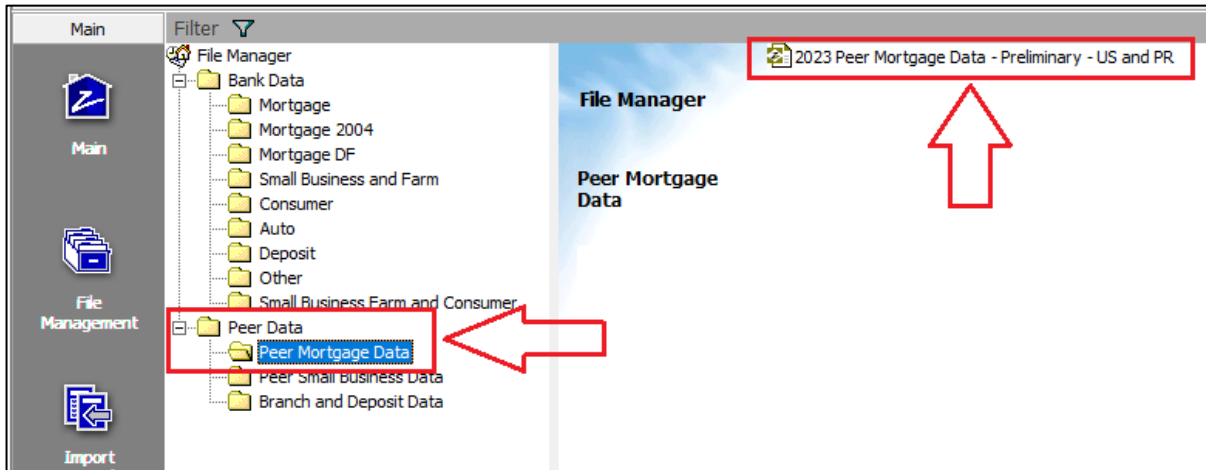 Main
Filter
File Manager
Bank Data
Mortgage
Mortgage 2004
Mortgage DF
Small Business and Farm
Consumer
Auto
Deposit
Other
Small Business Farm and Consumer
Peer Data
Peer Mortgage Data
Peer Small Business Data
Branch and Deposit Data
Main
File
Management
Import
File Manager
Peer Mortgage
Data
2023 Peer Mortgage Data - Preliminary - US and PR